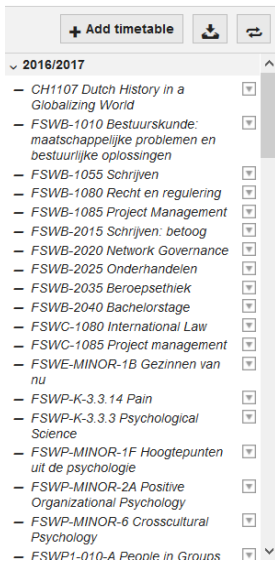 Add timetable
2016/2017
CH1107 Dutch History in a
Globalizing World
FSWB-1010 Bestuurskunde:
maatschappelijke problemen en
bestuurlijke oplossingen
FSWB-1055 Schrijven
FSWB-1080 Recht en regulering
FSWB-1085 Project Management
FSWB-2015 Schrijven: betoog
FSWB-2020 Network Governance
FSWB-2025 Onderhandelen
FSWB-2035 Beroepsethiek
FSWB-2040 Bachelorstage
FSWC-1080 International Law
FSWC-1085 Project management
FSWE-MINOR-1B Gezinnen van
nu
FSWP-K-3.3.14 Pain
FSWP-K-3.3.3 Psychological
Science
FSWP-MINOR-1F Hoogtepunten
uit de psychologie
FSWP-MINOR-2A Positive
Organizational Psychology
FSWP-MINOR-6 Crosscultural
Psychology
FSWP1-010-A People in Groups